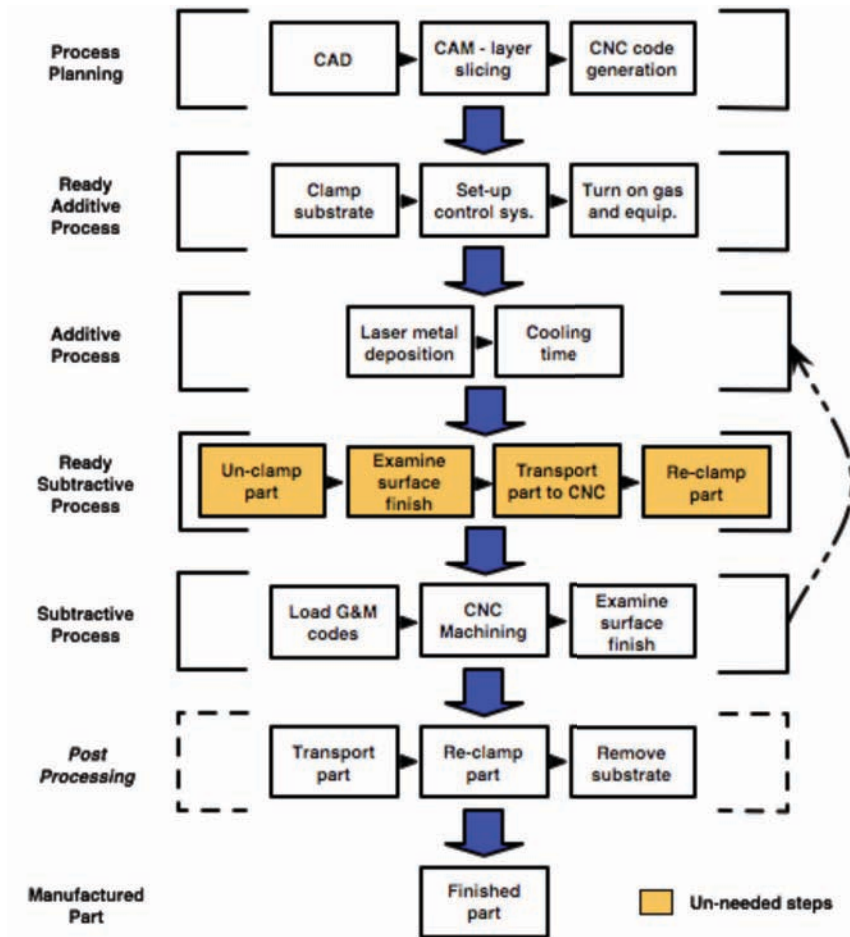 Process
Planning
CAD
CAM - layer
slicing
CNC code
generation
Ready
Additive
Process
Clamp
substrate
Set-up
control sys.
Turn on gas
and equip.
Additive
Process
Laser metal
deposition
Cooling
time
Ready
Subtractive
Process
Un-clamp
part
Examine
surface
finish
Transport
part to CNC
Re-clamp
part
Subtractive
Process
Load G&M
codes
CNC
Machining
Examine
surface
finish
Post
Processing
Transport
part
Re-clamp
part
Remove
substrate
Manufactured
Part
Finished
part
Un-needed steps